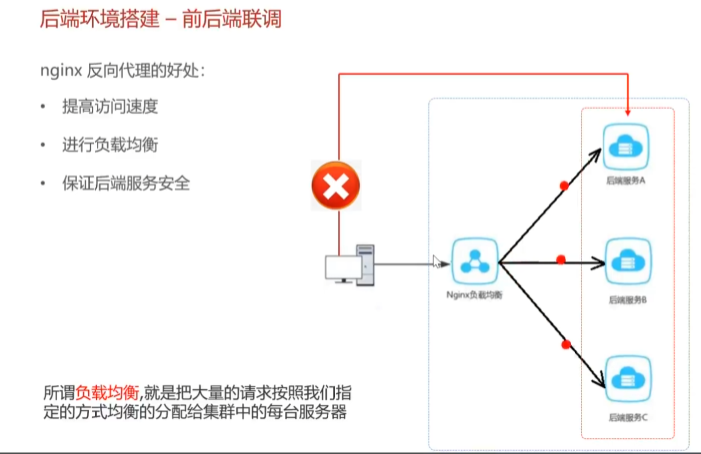 后端环境搭建 – 前后端联调
nginx 反向代理的好处：
• 提高访问速度
• 进行负载均衡
• 保证后端服务安全
后端服务A
Nginx负载均衡
后端服务B
后端服务C
所谓负载均衡,就是把大量的请求按照我们指
定的方式均衡的分配给集群中的每台服务器